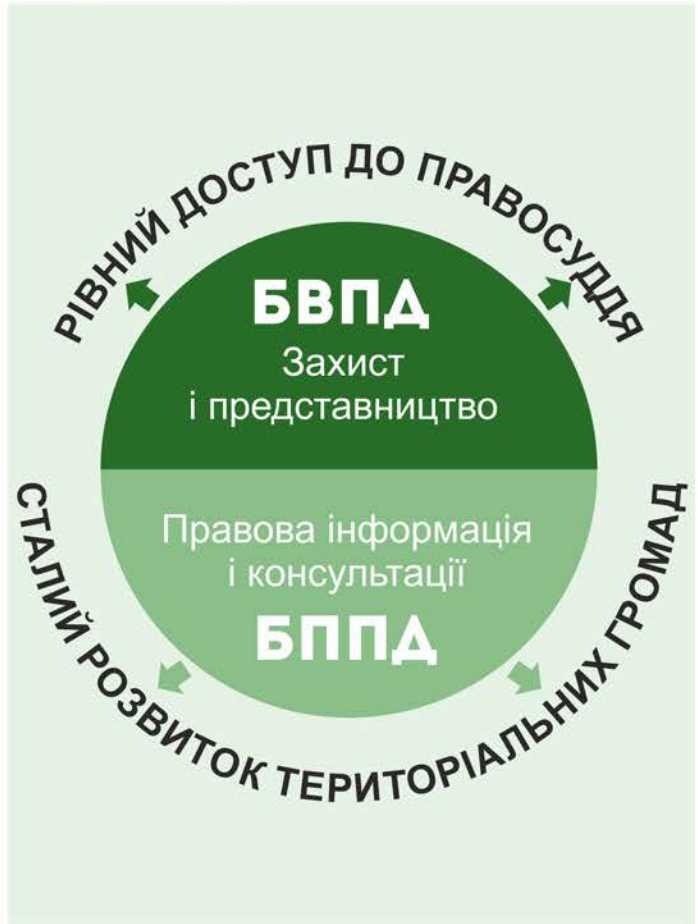 РІВНИЙ ДОСТУП ДО ПРАВОСУДДЯ
БВПД
Захист
і представництво
Правова інформація
і консультації
БППД
СТАЛИЙ РОЗВИТОК ТЕРИТОРІАЛЬНИХ ГРОМАД